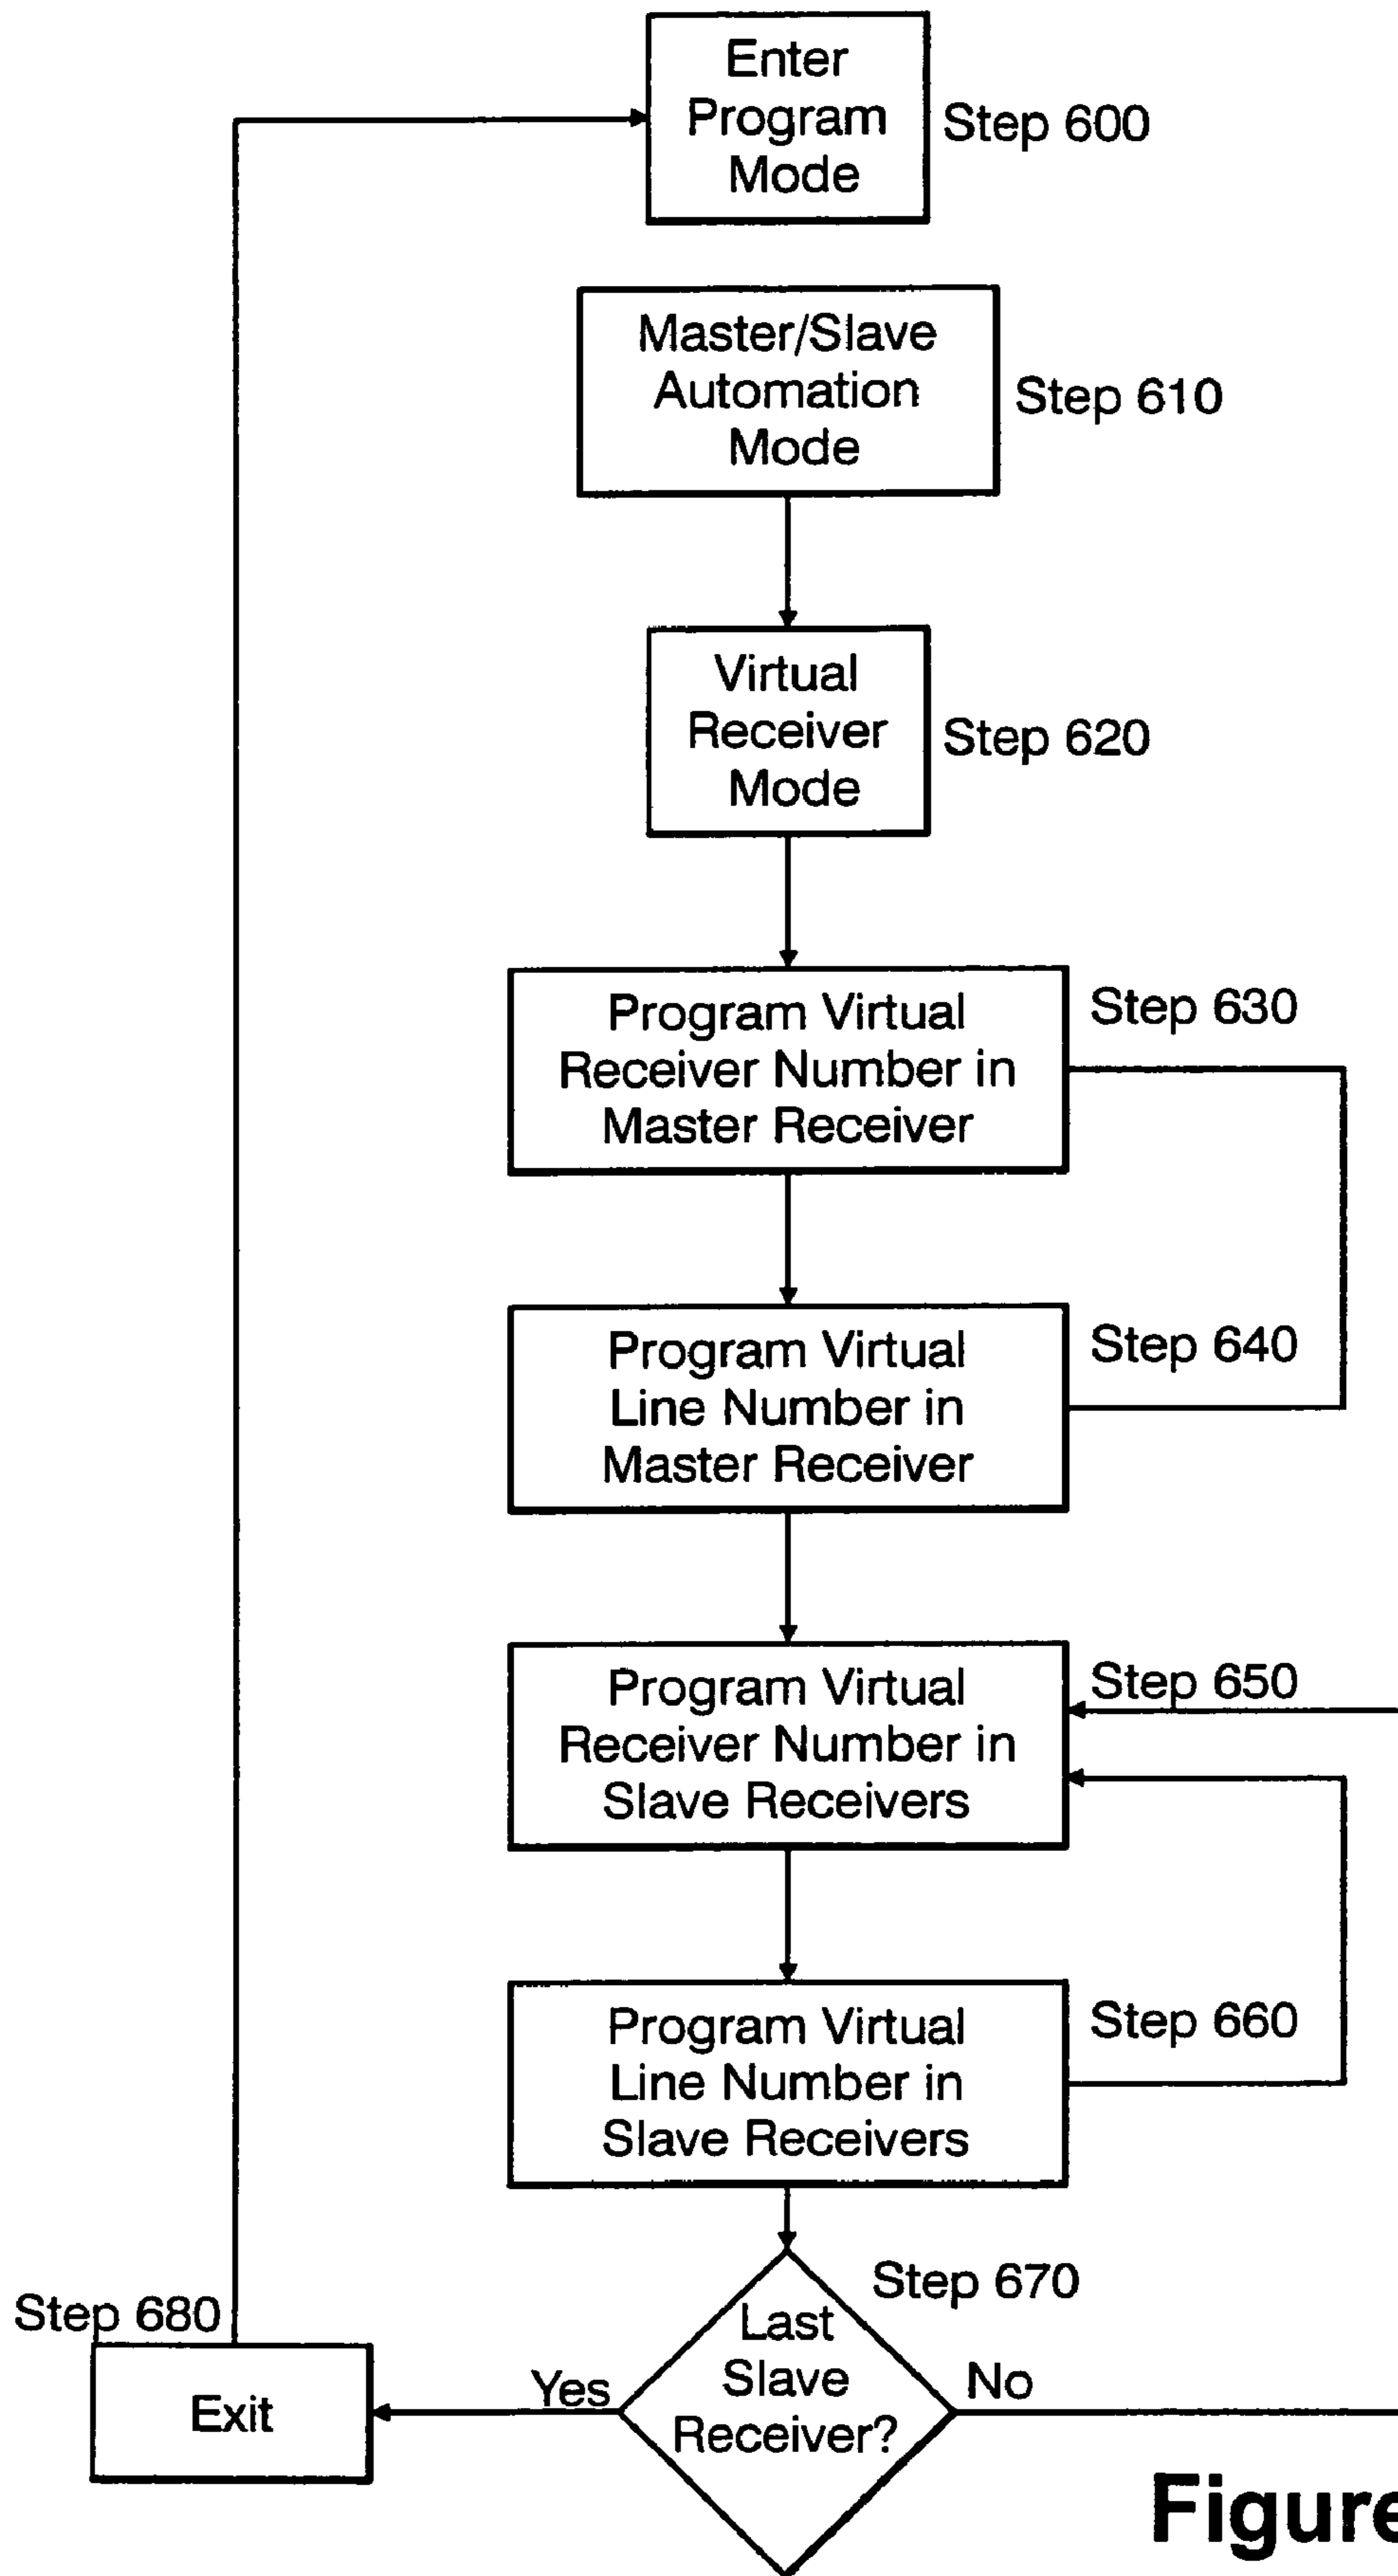 Enter
Program
Mode
Step 600
Master/Slave
Automation
Mode
Step 610
Virtual
Receiver
Mode
Step 620
Program Virtual
Receiver Number in
Master Receiver
Step 630
Program Virtual
Line Number in
Master Receiver
Step 640
Program Virtual
Receiver Number in
Slave Receivers
Step 650
Program Virtual
Line Number in
Slave Receivers
Step 660
Last
Slave
Receiver?
Step 670
Yes
No
Step 680
Exit
Figure